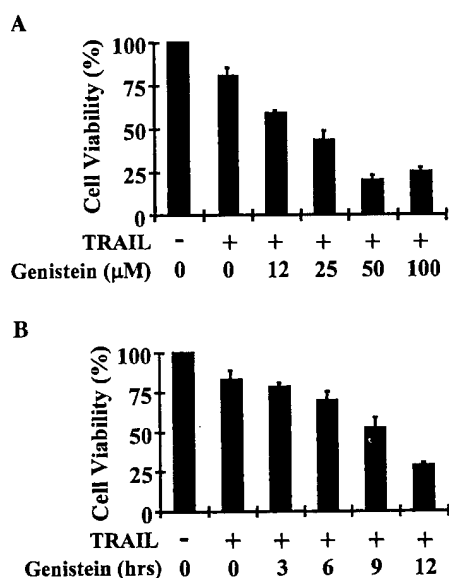 A
Cell Viability (%)
100
75
50
25
0
TRAIL - + + + + +
Genistein (μM) 0 0 12 25 50 100
B
Cell Viability (%)
100
75
50
25
0
TRAIL - + + + + +
Genistein (hrs) 0 0 3 6 9 12